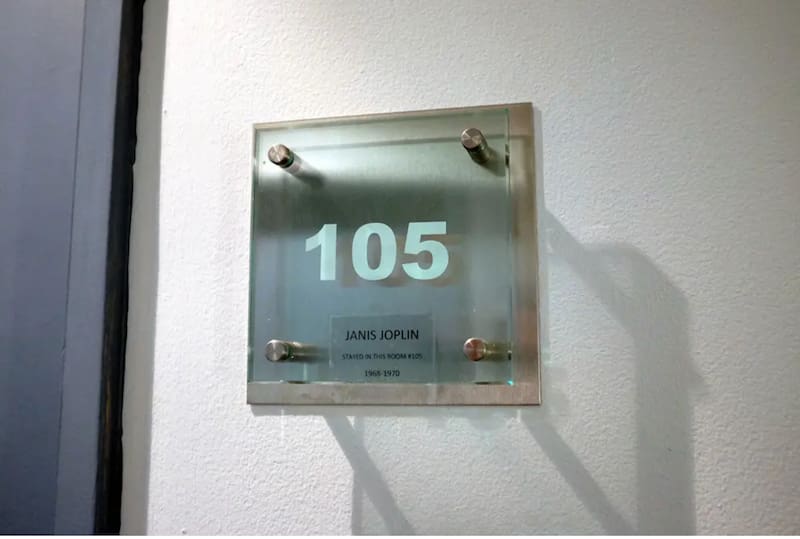 105
JANIS JOPLIN
STAYED IN THIS ROOM #105
1968-1970